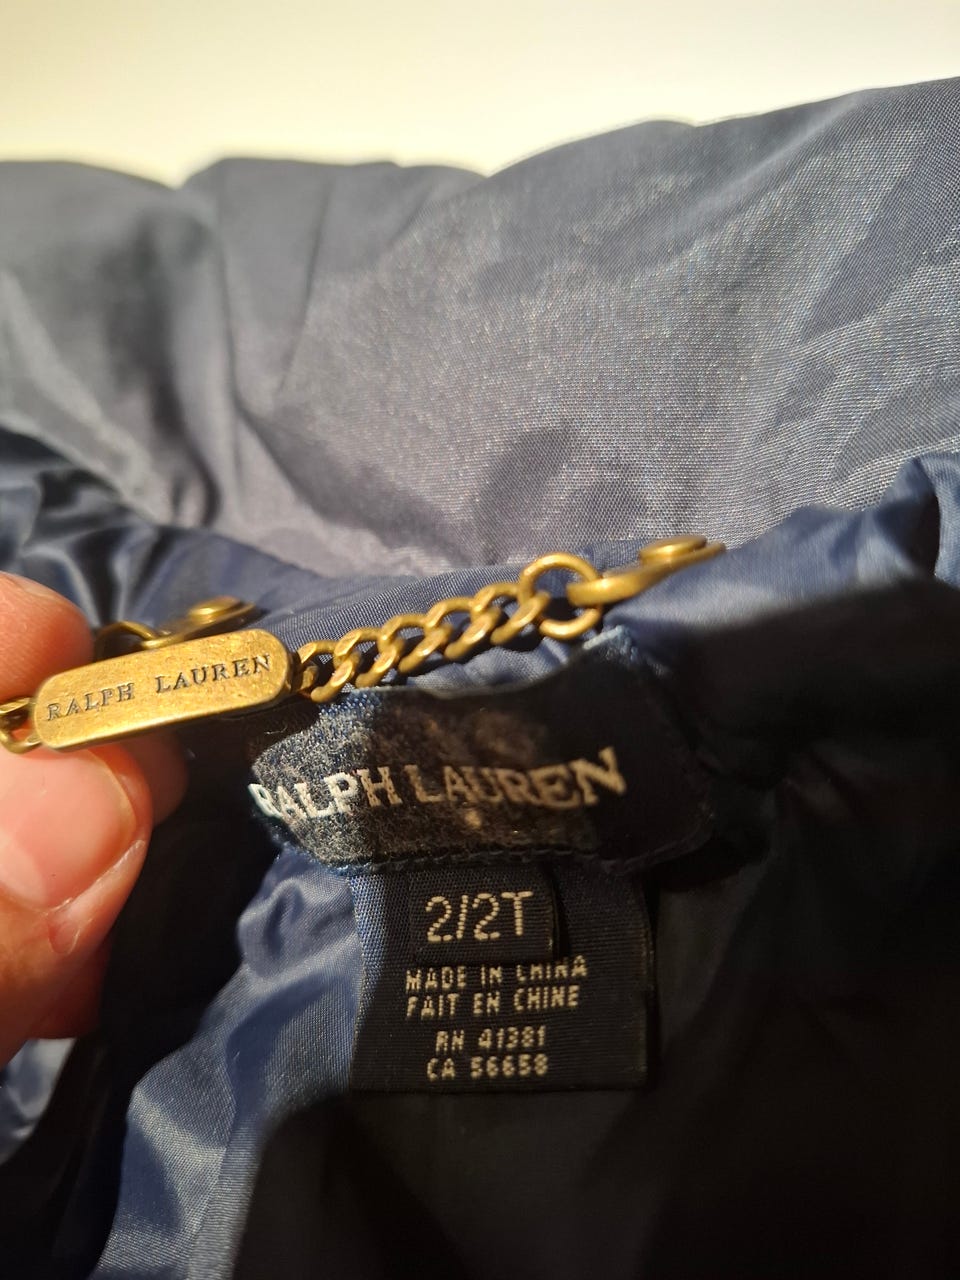 RALPH LAUREN
RALPH LAUREN
2/2T
MADE IN CHINA
FAIT EN CHINE
RN 41381
CA 56658